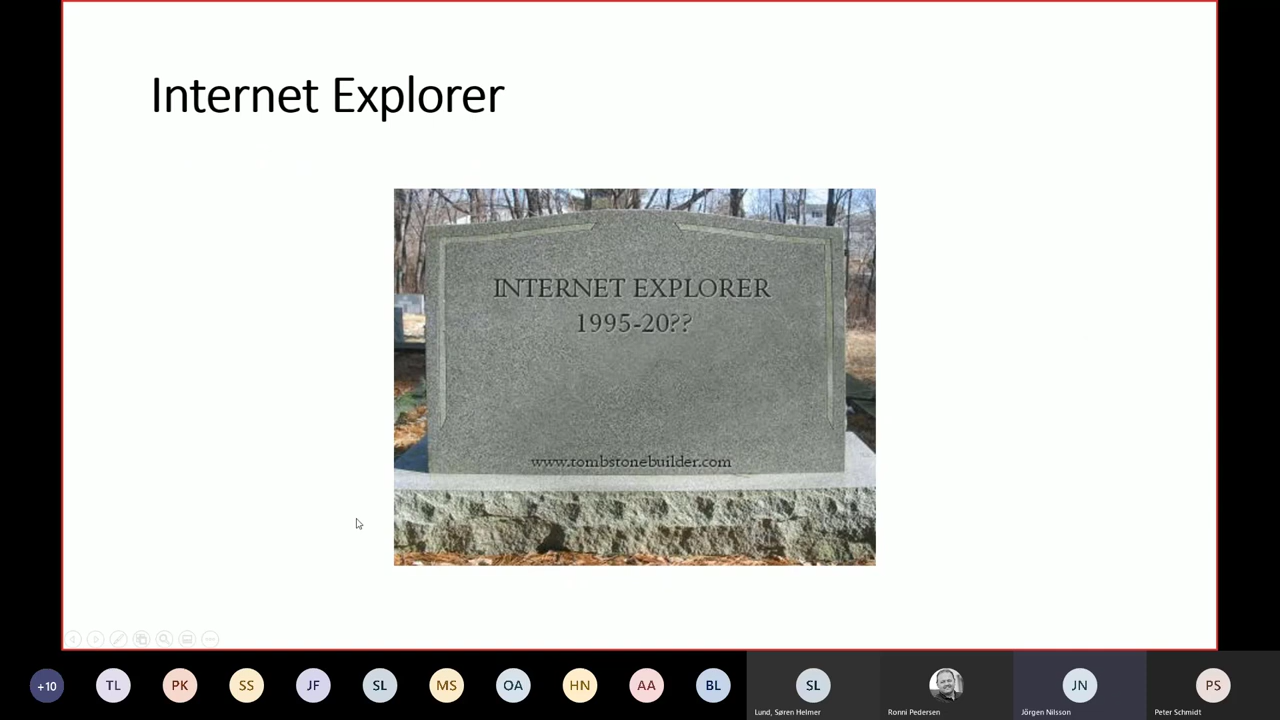 Internet Explorer
INTERNET EXPLORER
1995-20??
www.tombstonebuilder.com
+10
TL
PK
SS
JF
SL
MS
OA
HN
AA
BL
SL
JN
PS
Lund, Søren Helmer
Ronni Pedersen
Jörgen Nilsson
Peter Schmidt